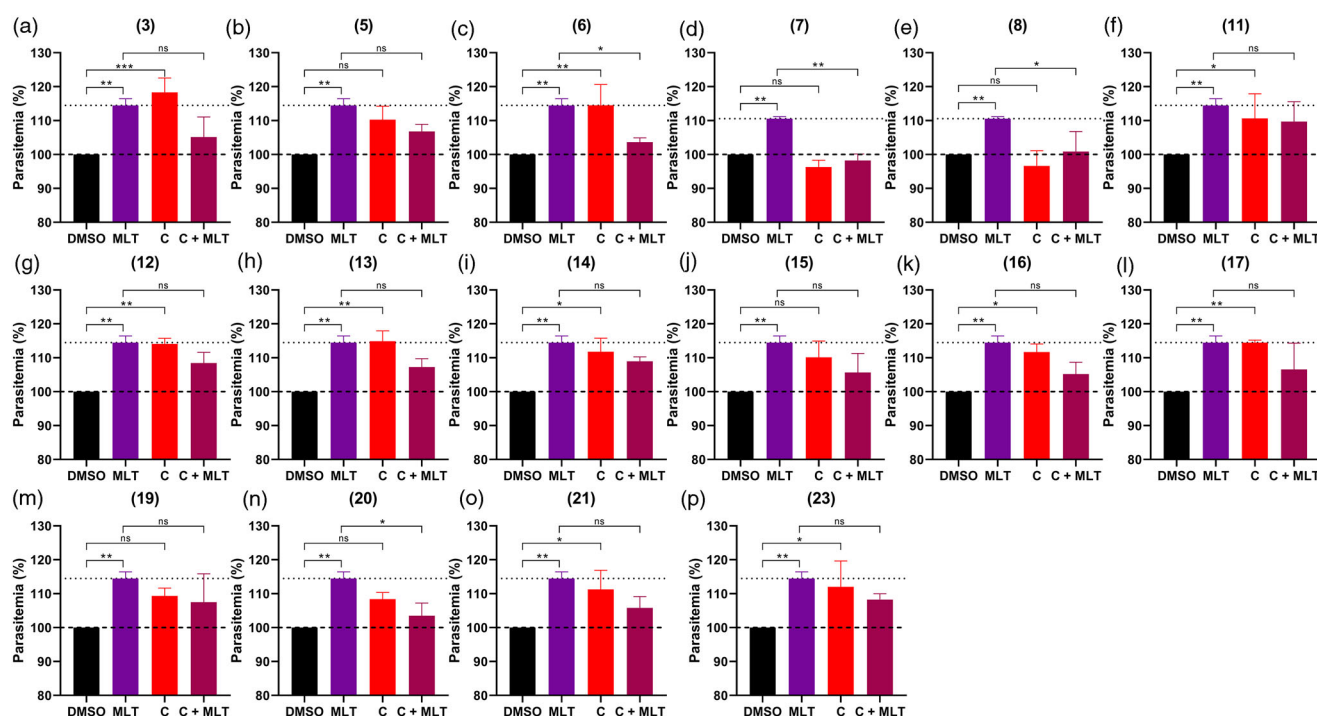 (a) (3)
ns
***
**
Parasitemia (%)
130
120
110
100
90
80
DMSO MLT C C + MLT
(b) (5)
ns
ns
**
Parasitemia (%)
130
120
110
100
90
80
DMSO MLT C C + MLT
(c) (6)
*
**
**
Parasitemia (%)
130
120
110
100
90
80
DMSO MLT C C + MLT
(d) (7)
**
ns
**
Parasitemia (%)
130
120
110
100
90
80
DMSO MLT C C + MLT
(e) (8)
*
ns
**
Parasitemia (%)
130
120
110
100
90
80
DMSO MLT C C + MLT
(f) (11)
ns
*
**
Parasitemia (%)
130
120
110
100
90
80
DMSO MLT C C + MLT
(g) (12)
ns
**
**
Parasitemia (%)
130
120
110
100
90
80
DMSO MLT C C + MLT
(h) (13)
ns
**
**
Parasitemia (%)
130
120
110
100
90
80
DMSO MLT C C + MLT
(i) (14)
ns
*
**
Parasitemia (%)
130
120
110
100
90
80
DMSO MLT C C + MLT
(j) (15)
ns
ns
**
Parasitemia (%)
130
120
110
100
90
80
DMSO MLT C C + MLT
(k) (16)
ns
*
**
Parasitemia (%)
130
120
110
100
90
80
DMSO MLT C C + MLT
(l) (17)
ns
**
**
Parasitemia (%)
130
120
110
100
90
80
DMSO MLT C C + MLT
(m) (19)
ns
ns
**
Parasitemia (%)
130
120
110
100
90
80
DMSO MLT C C + MLT
(n) (20)
*
ns
**
Parasitemia (%)
130
120
110
100
90
80
DMSO MLT C C + MLT
(o) (21)
ns
*
**
Parasitemia (%)
130
120
110
100
90
80
DMSO MLT C C + MLT
(p) (23)
ns
*
**
Parasitemia (%)
130
120
110
100
90
80
DMSO MLT C C + MLT